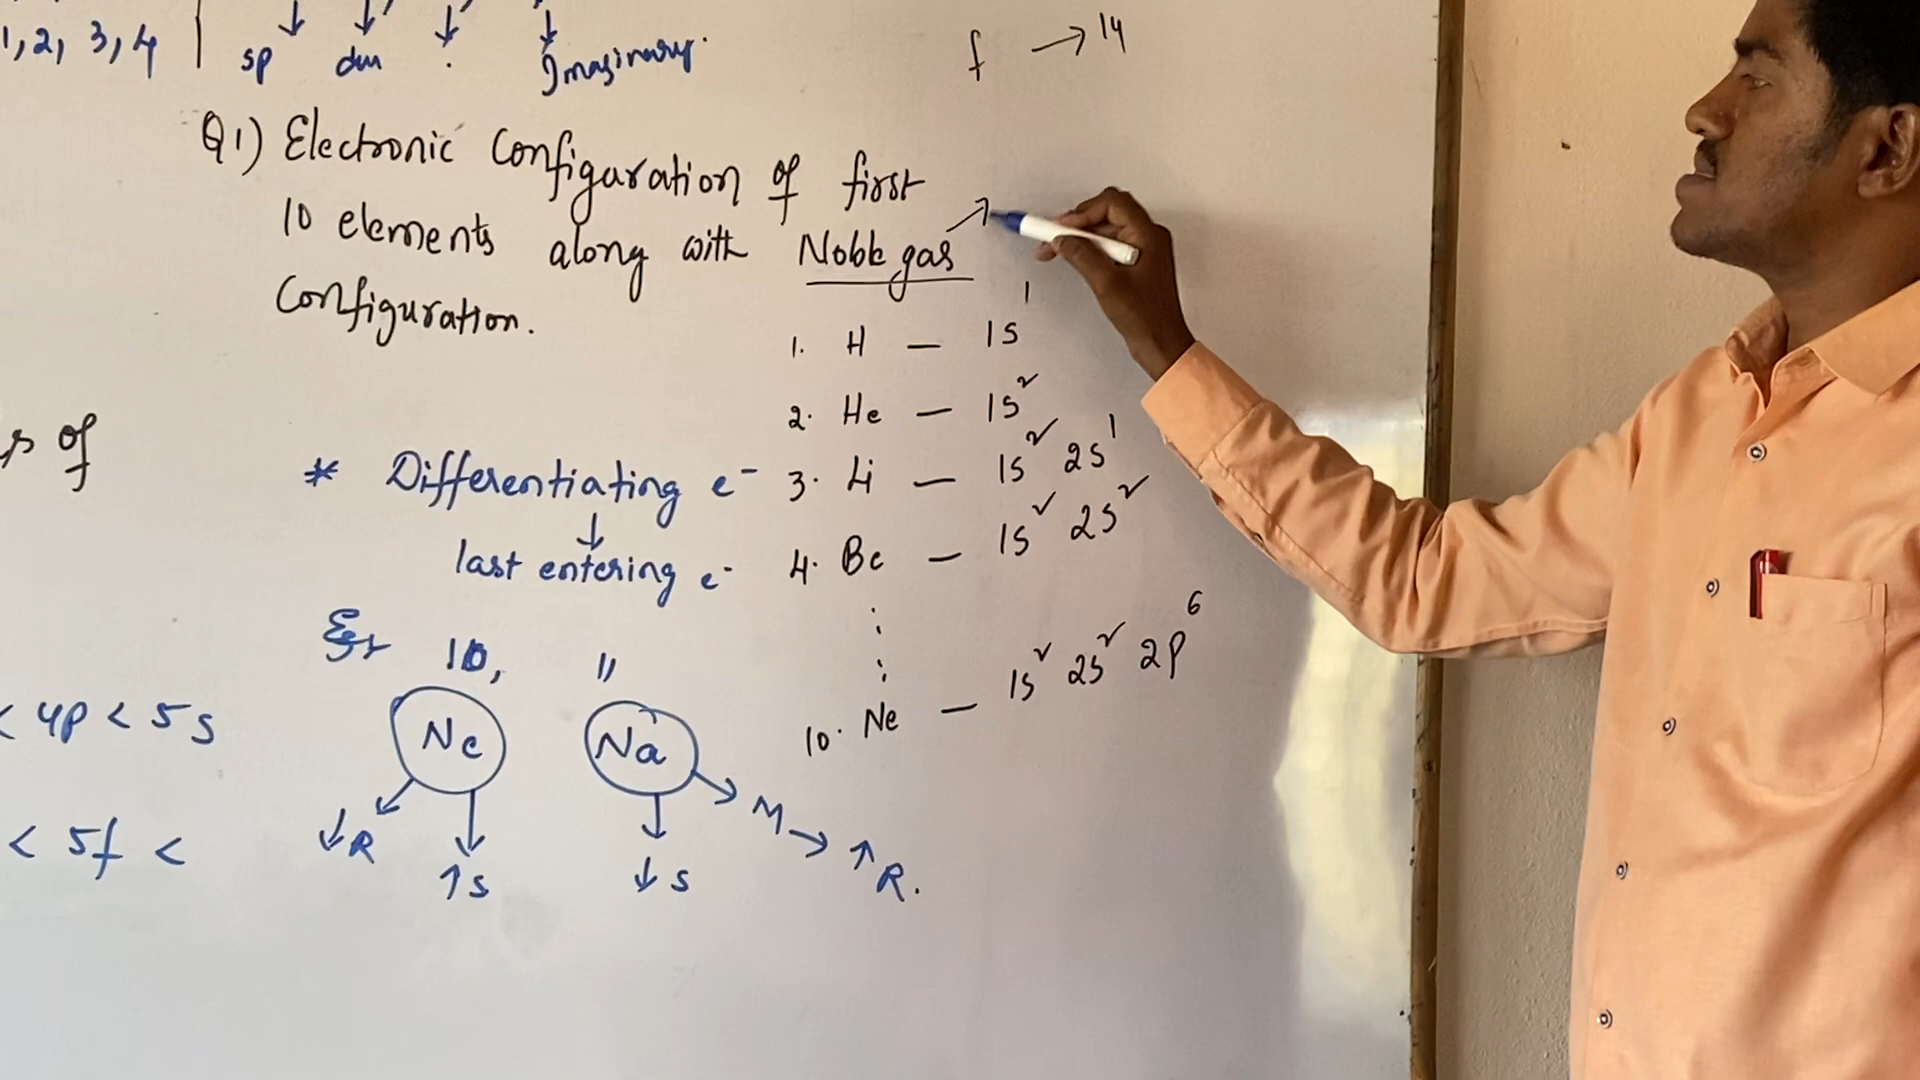 1, 2, 3, 4
sp dm . Imaginary.
f → 14
Q1) Electronic Configuration of first
10 elements along with Noble gas →
Configuration.
1. H — 1s¹
2. He — 1s²
3. Li — 1s² 2s¹
4. Be — 1s² 2s²
⋮
10. Ne — 1s² 2s² 2p⁶
of
* Differentiating e⁻
↓
last entering e⁻
10, 11
Ne Na
↓R ↑s ↓s M → ↑R.
< 4p < 5s
< 5f <